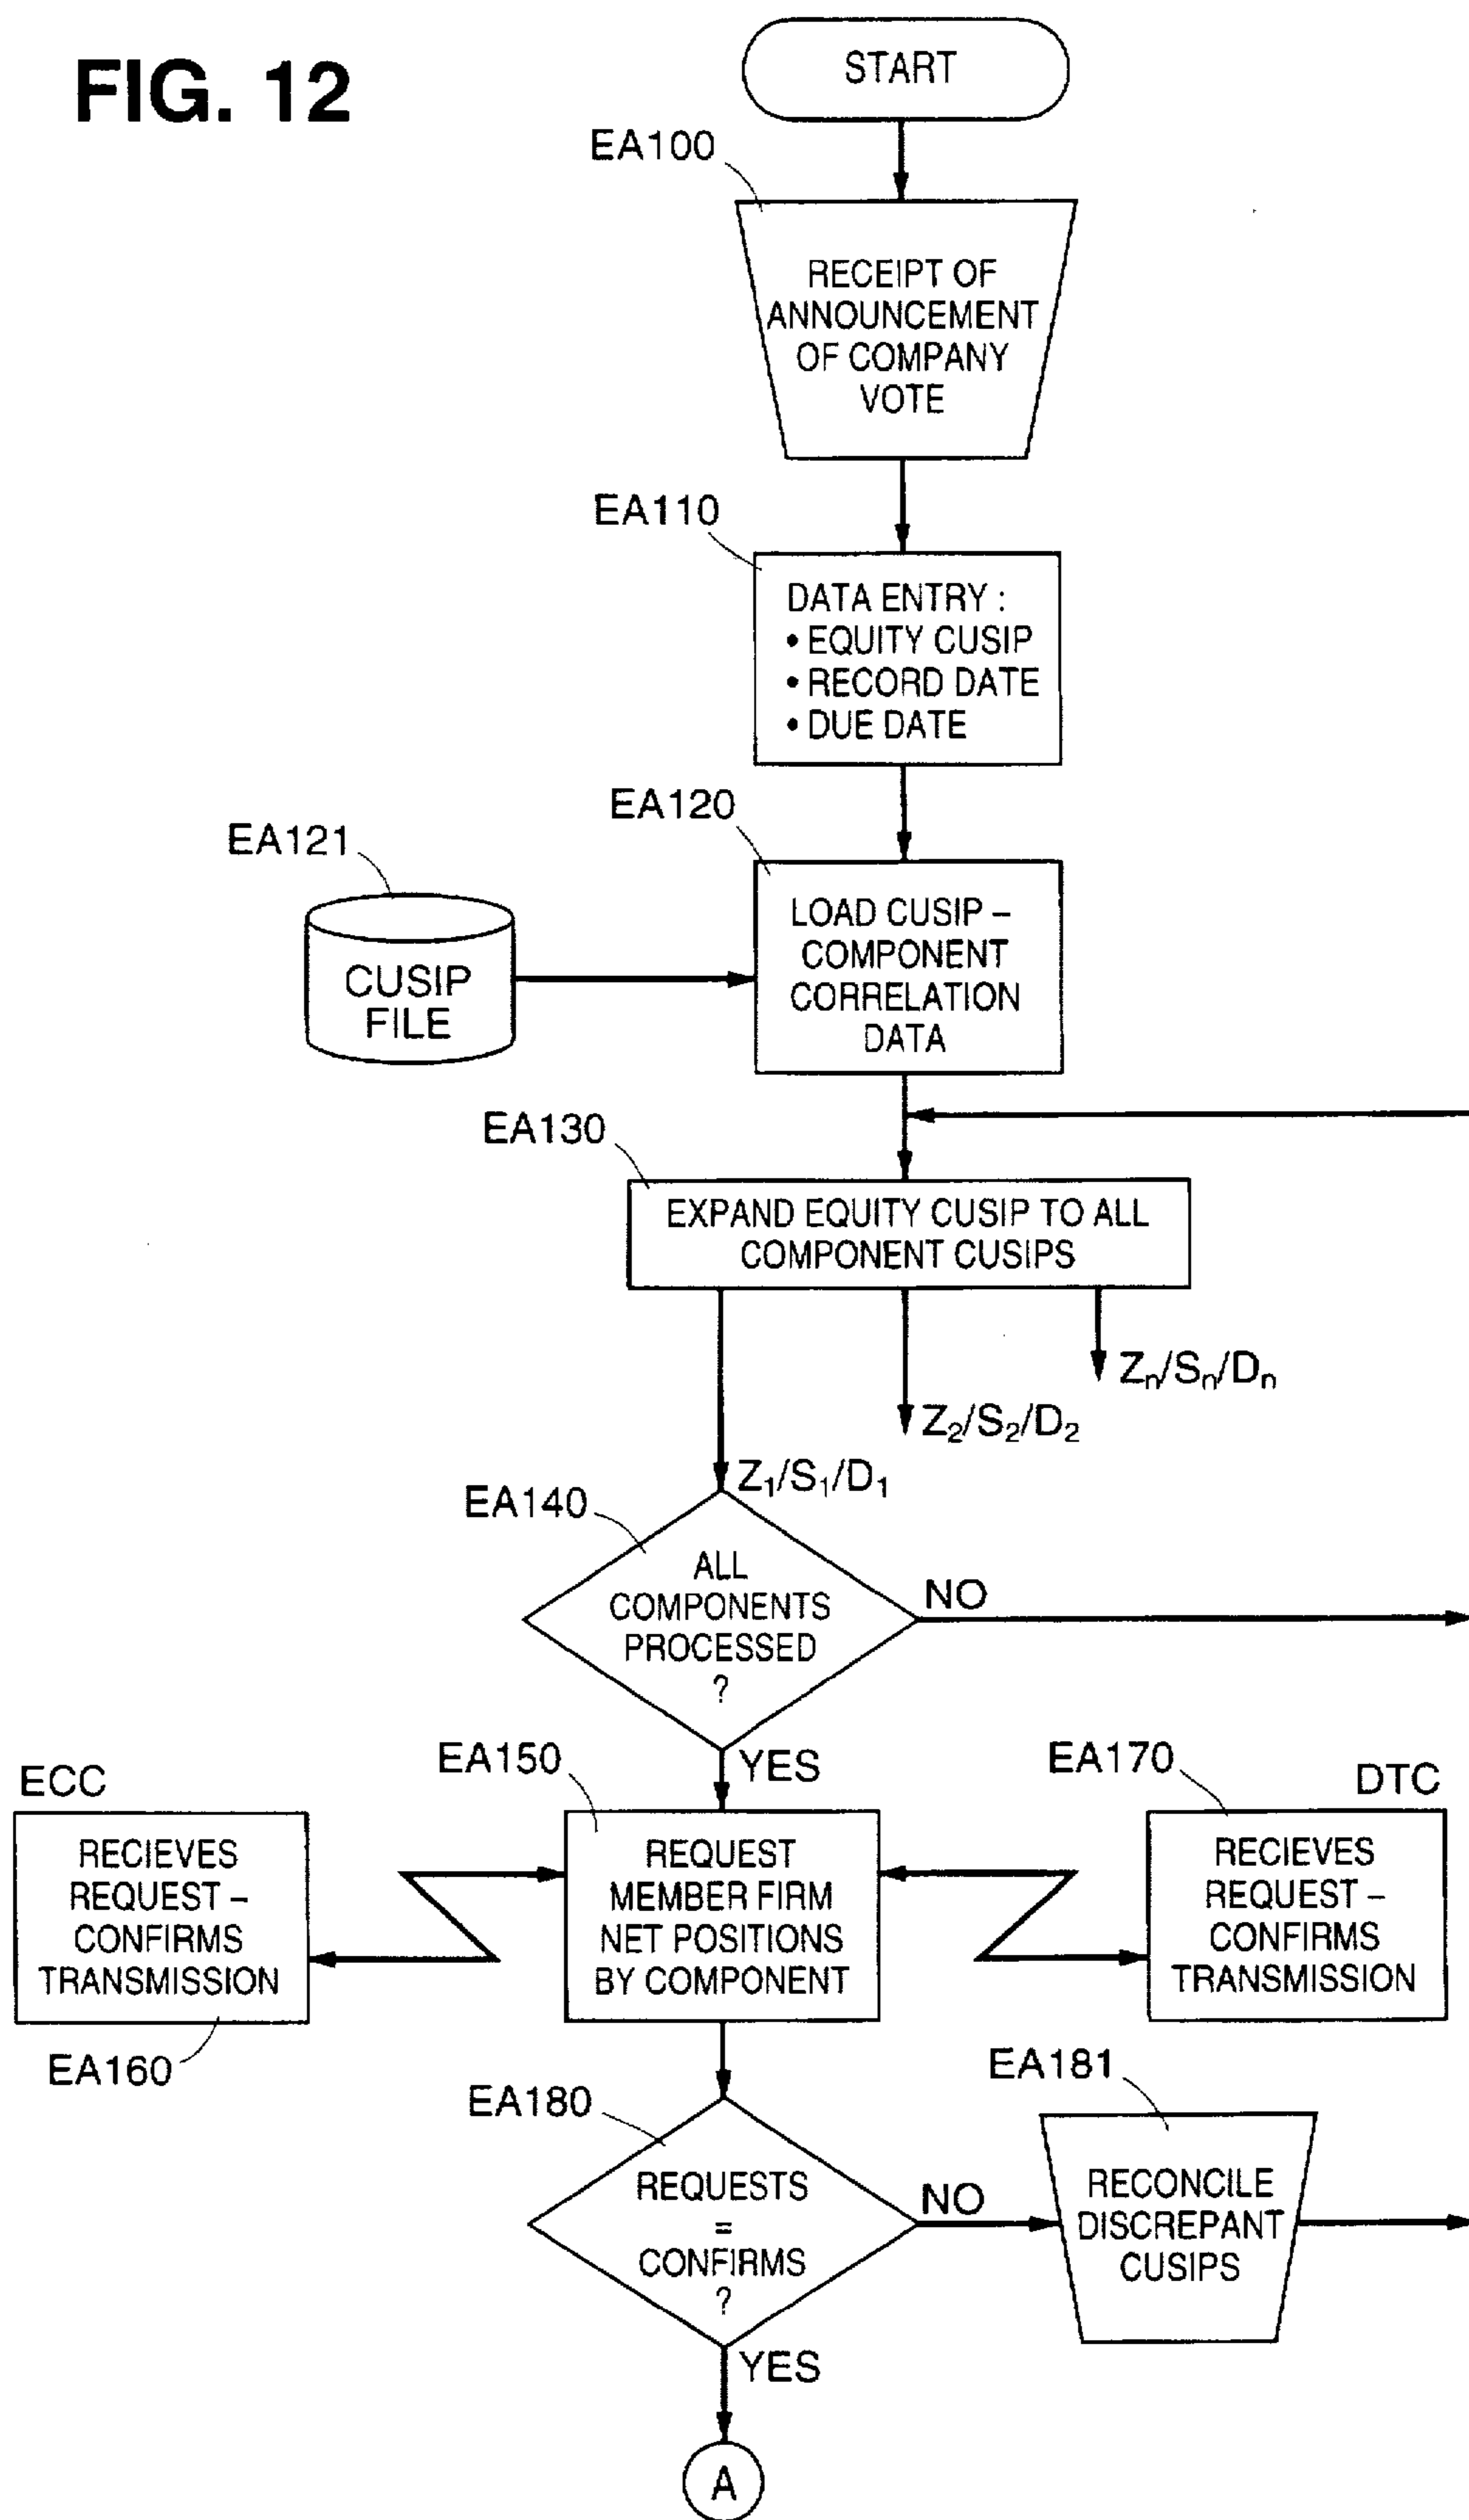 FIG. 12
START
EA100
RECEIPT OF
ANNOUNCEMENT
OF COMPANY
VOTE
EA110
DATA ENTRY :
• EQUITY CUSIP
• RECORD DATE
• DUE DATE
EA120
EA121
LOAD CUSIP –
COMPONENT
CORRELATION
DATA
CUSIP
FILE
EA130
EXPAND EQUITY CUSIP TO ALL
COMPONENT CUSIPS
Zn/Sn/Dn
Z2/S2/D2
Z1/S1/D1
EA140
ALL
COMPONENTS
PROCESSED
?
NO
YES
ECC
EA150
EA170
DTC
RECIEVES
REQUEST –
CONFIRMS
TRANSMISSION
REQUEST
MEMBER FIRM
NET POSITIONS
BY COMPONENT
RECIEVES
REQUEST –
CONFIRMS
TRANSMISSION
EA160
EA180
EA181
REQUESTS
=
CONFIRMS
?
NO
RECONCILE
DISCREPANT
CUSIPS
YES
A